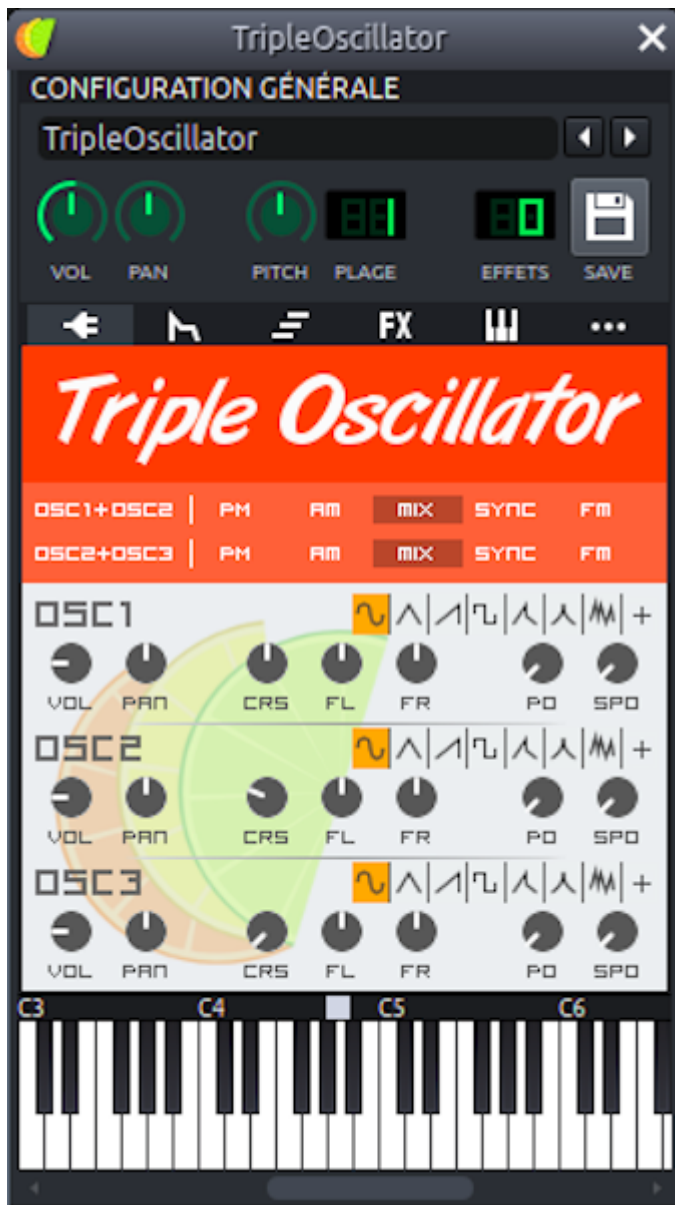 TripleOscillator
CONFIGURATION GÉNÉRALE
TripleOscillator
1 0
VOL PAN PITCH PLAGE EFFETS SAVE
FX
Triple Oscillator
OSC1+OSC2 | PM AM MIX SYNC FM
OSC2+OSC3 | PM AM MIX SYNC FM
OSC1
VOL PAN CRS FL FR PO SPO
OSC2
VOL PAN CRS FL FR PO SPO
OSC3
VOL PAN CRS FL FR PO SPO
C3 C4 C5 C6